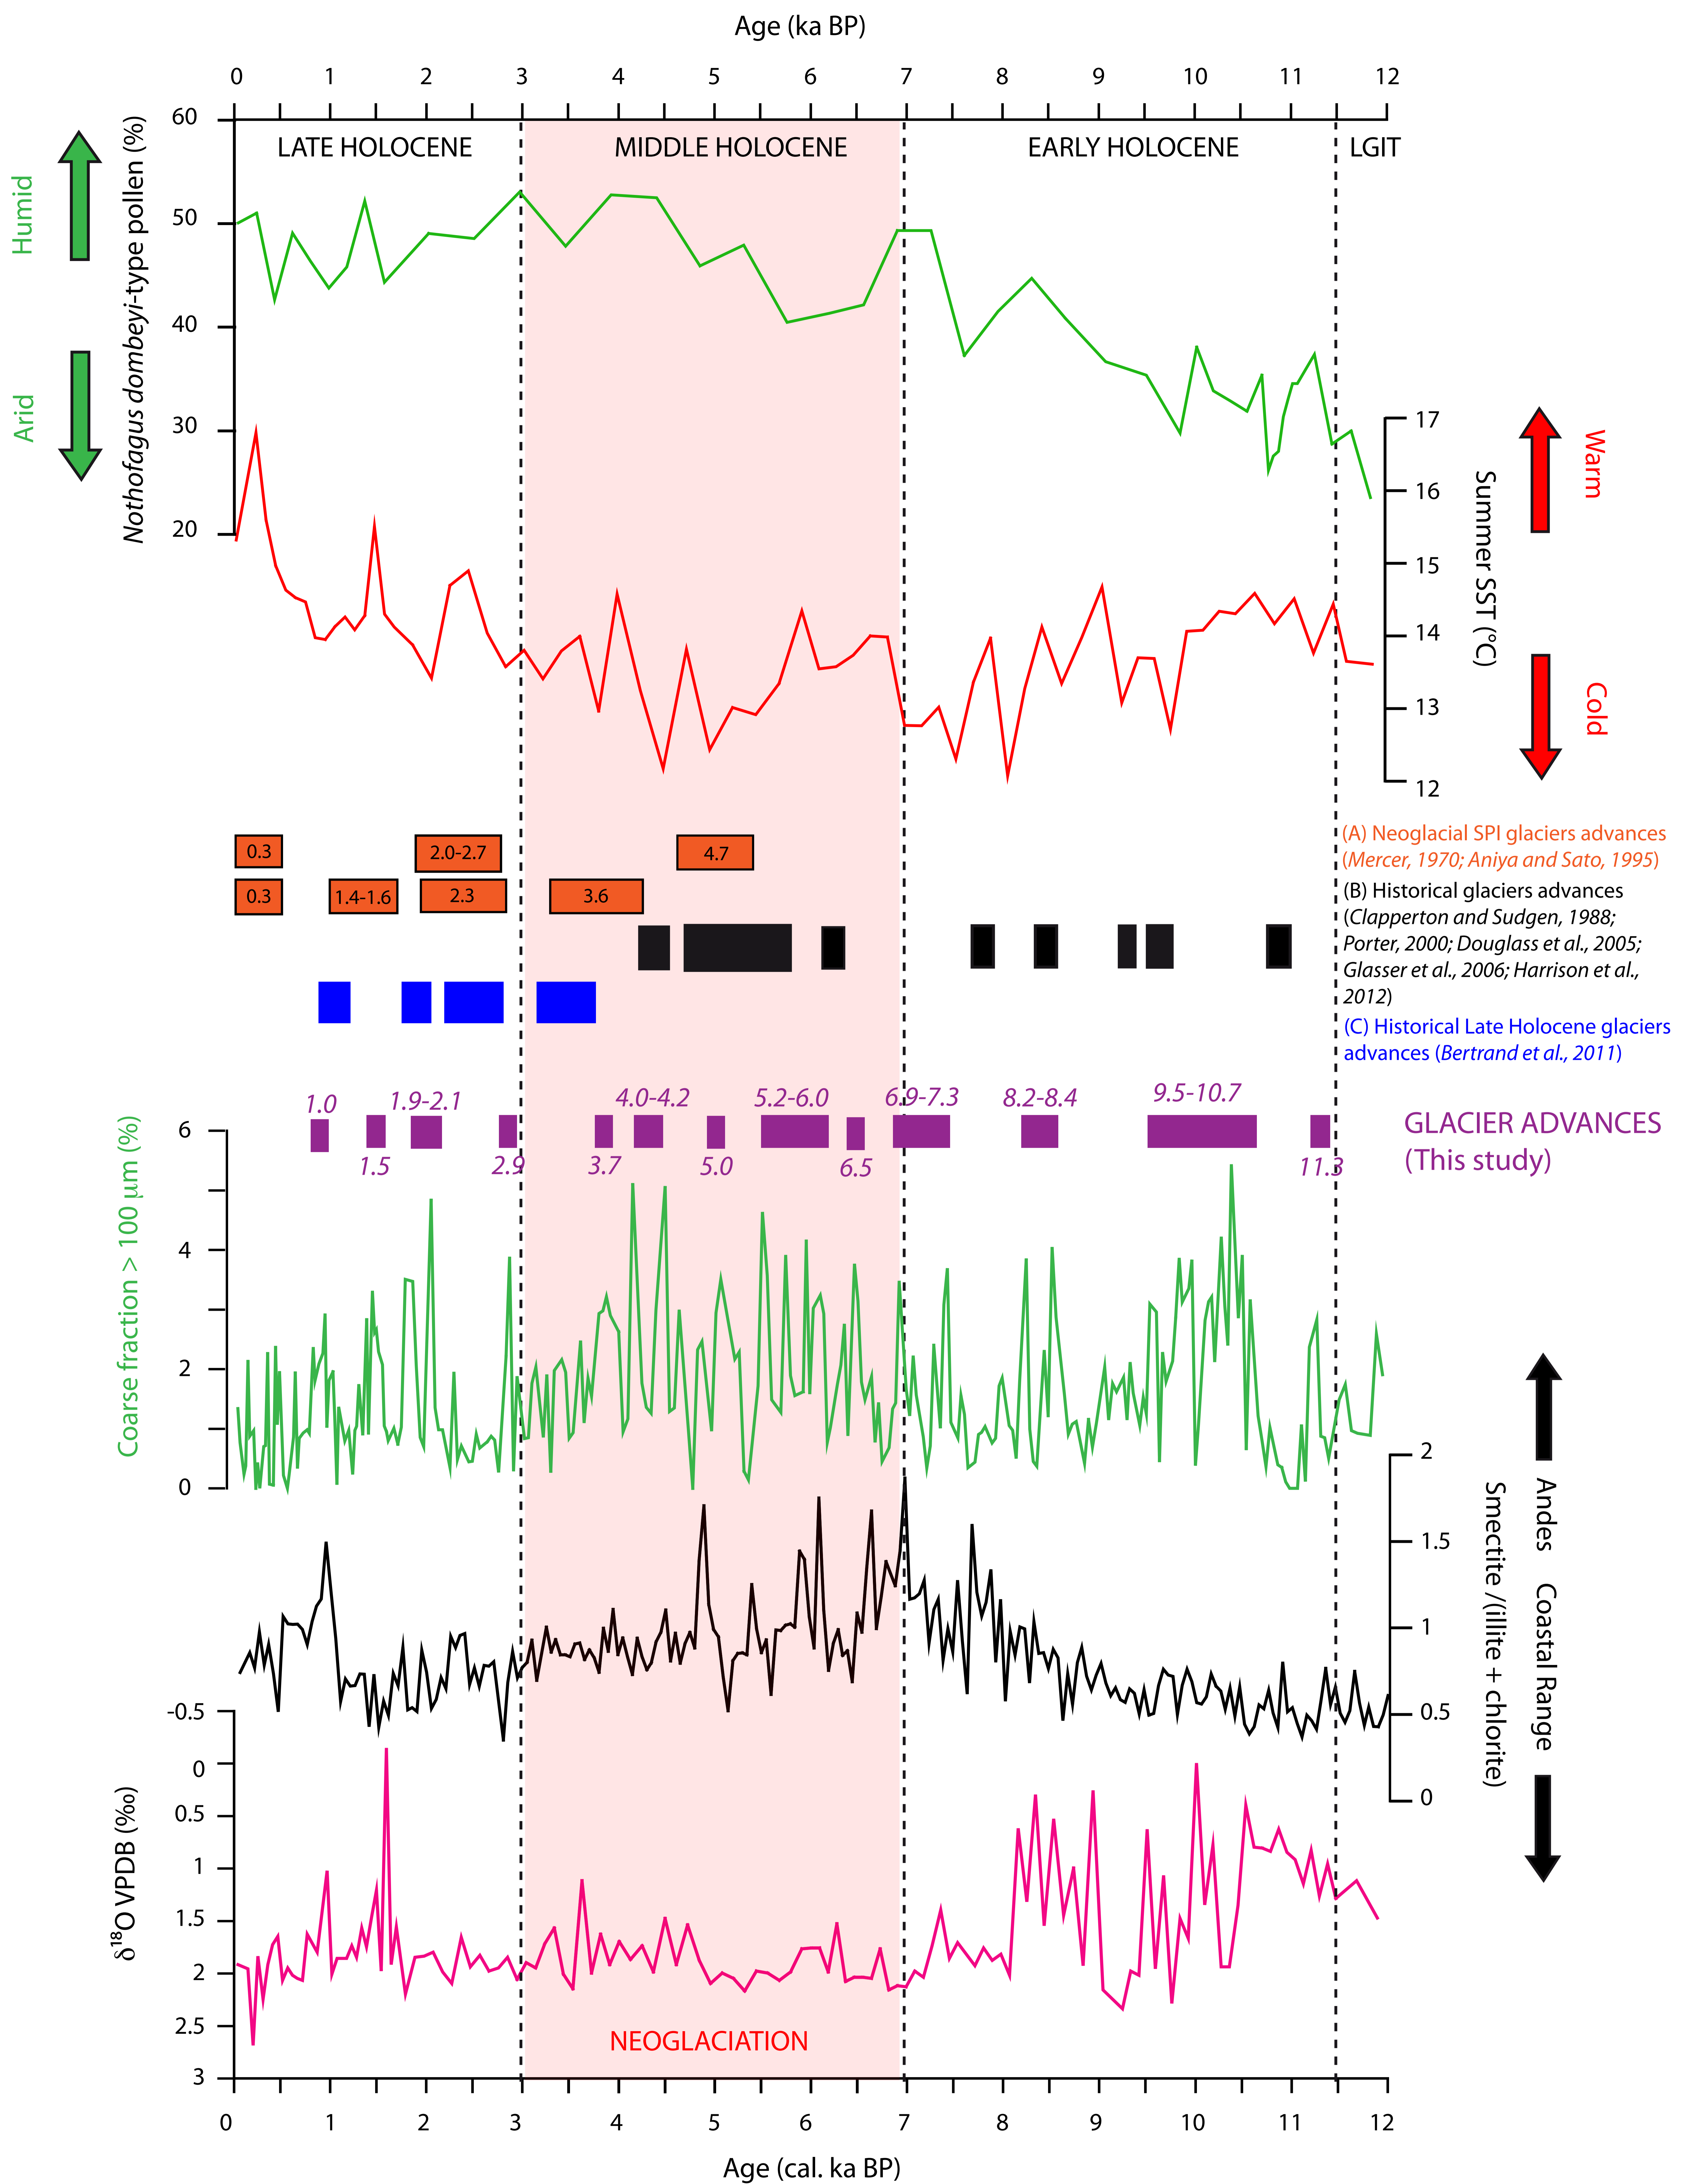 Age (ka BP)
0 1 2 3 4 5 6 7 8 9 10 11 12
LATE HOLOCENE MIDDLE HOLOCENE EARLY HOLOCENE LGIT
Humid
Arid
Nothofagus dombeyi-type pollen (%)
60
50
40
30
20
17
16
15
14
13
12
Summer SST (°C)
Warm
Cold
0.3 2.0-2.7 4.7
0.3 1.4-1.6 2.3 3.6
(A) Neoglacial SPI glaciers advances
(Mercer, 1970; Aniya and Sato, 1995)
(B) Historical glaciers advances
(Clapperton and Sudgen, 1988;
Porter, 2000; Douglass et al., 2005;
Glasser et al., 2006; Harrison et al.,
2012)
(C) Historical Late Holocene glaciers
advances (Bertrand et al., 2011)
1.0 1.9-2.1 4.0-4.2 5.2-6.0 6.9-7.3 8.2-8.4 9.5-10.7
1.5 2.9 3.7 5.0 6.5 11.3
GLACIER ADVANCES
(This study)
Coarse fraction > 100 µm (%)
6
4
2
0
2
1.5
1
0.5
0
Smectite /(illite + chlorite)
Andes
Coastal Range
δ¹⁸O VPDB (‰)
-0.5
0
0.5
1
1.5
2
2.5
3
NEOGLACIATION
0 1 2 3 4 5 6 7 8 9 10 11 12
Age (cal. ka BP)